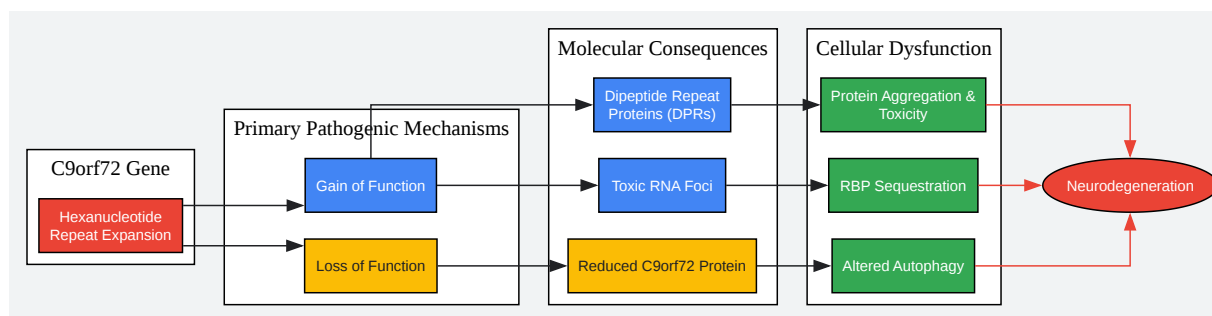 C9orf72 Gene
Hexanucleotide
Repeat Expansion
Primary Pathogenic Mechanisms
Gain of Function
Loss of Function
Molecular Consequences
Dipeptide Repeat
Proteins (DPRs)
Toxic RNA Foci
Reduced C9orf72 Protein
Cellular Dysfunction
Protein Aggregation &
Toxicity
RBP Sequestration
Altered Autophagy
Neurodegeneration